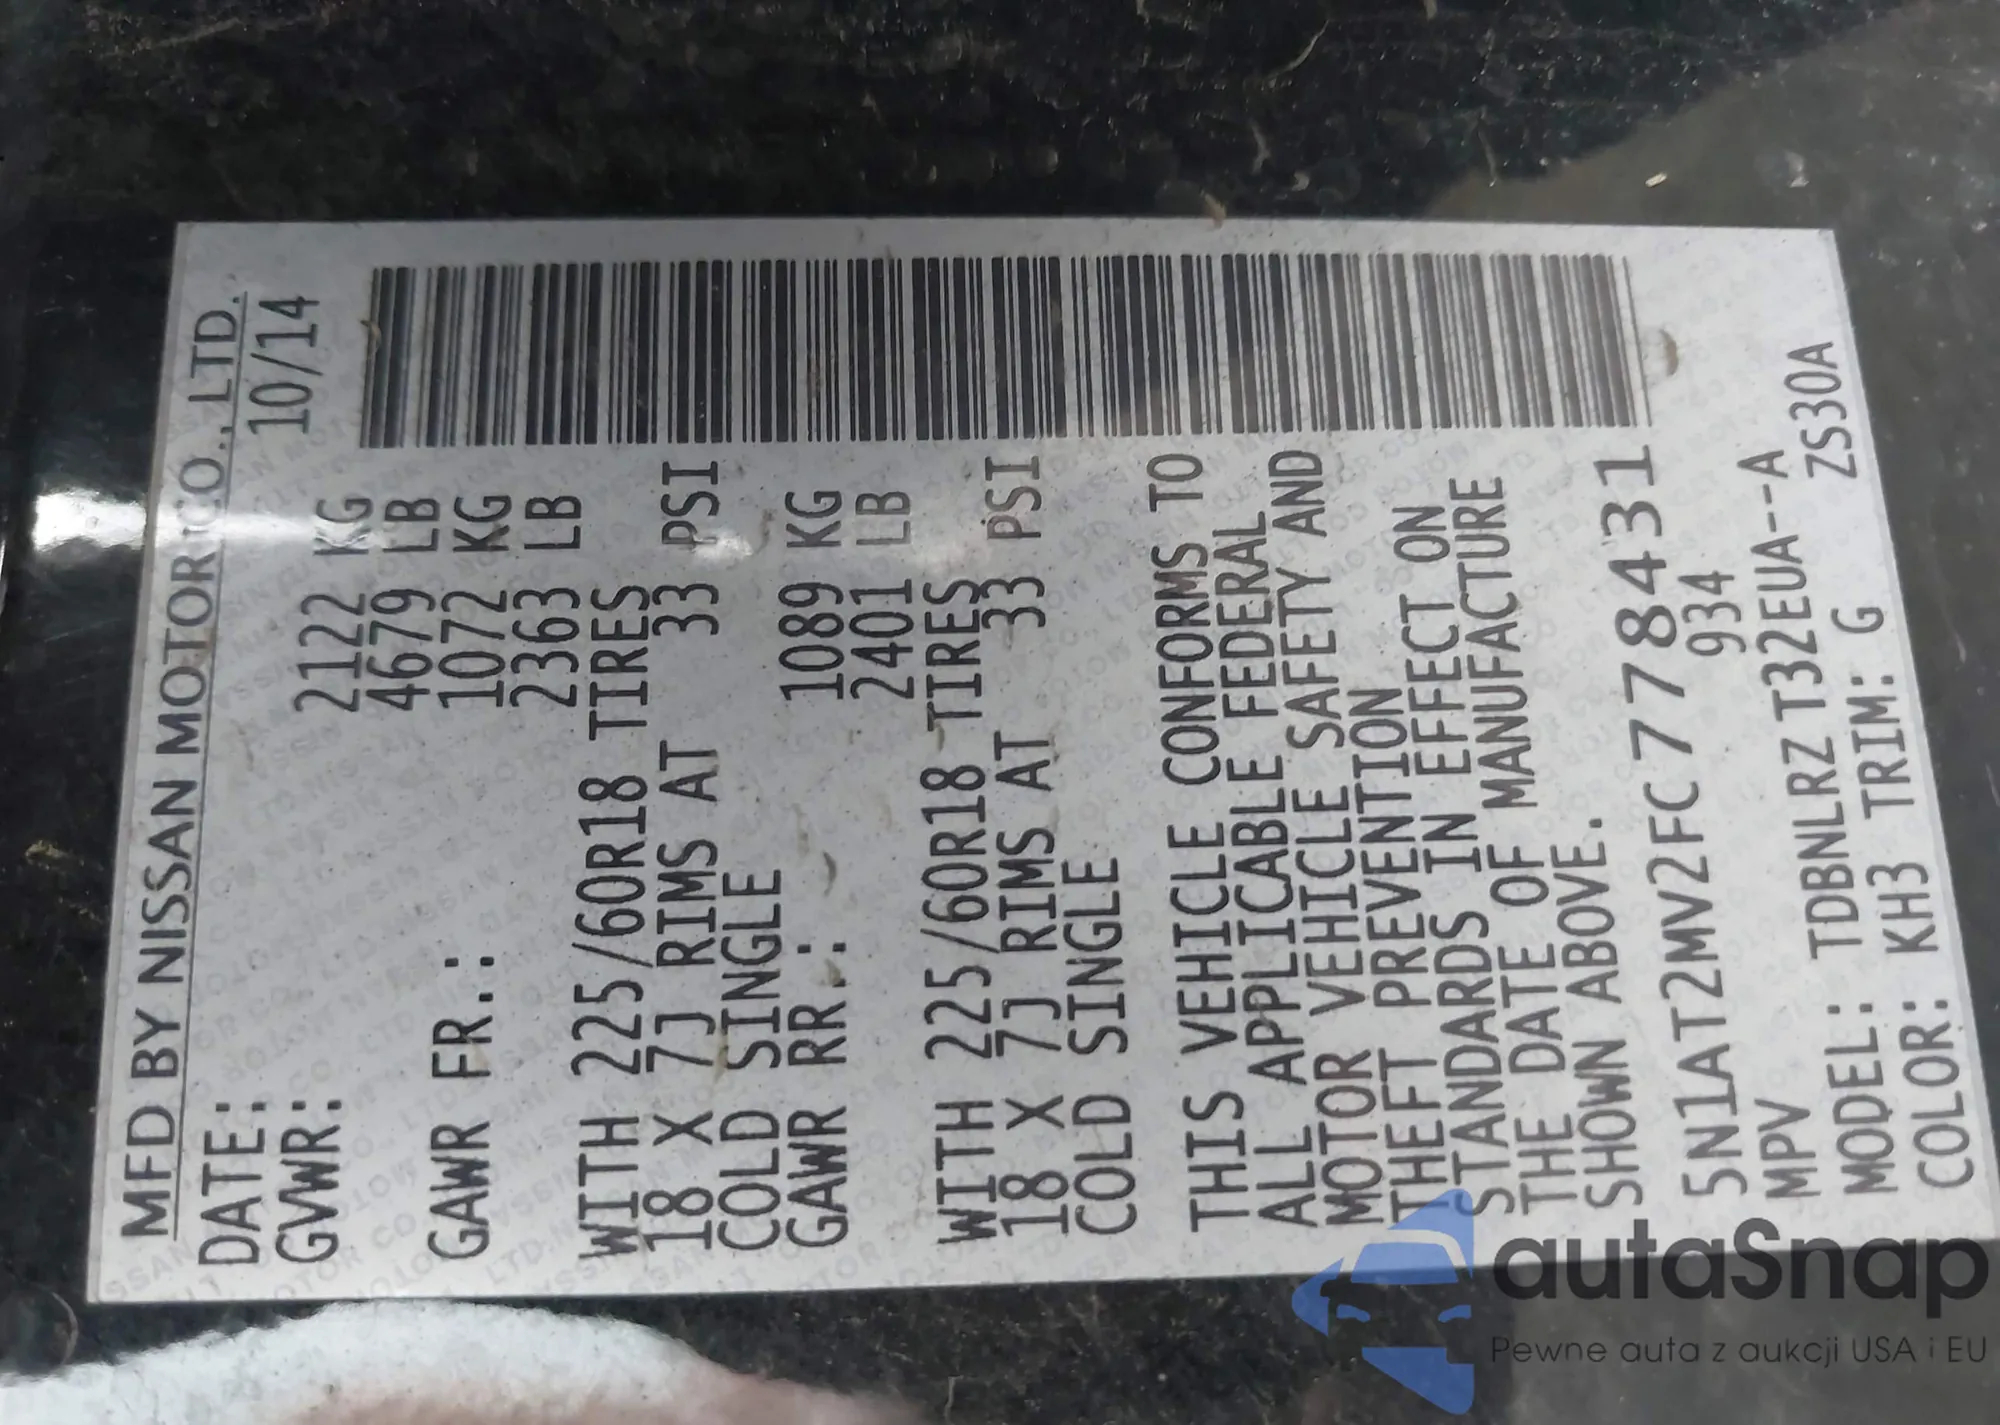 MFD BY NISSAN MOTOR CO.,LTD.
DATE: 10/14
GVWR: 2122 KG
4679 LB
GAWR FR.: 1072 KG
2363 LB
WITH 225/60R18 TIRES
18 X 7J RIMS AT 33 PSI
COLD SINGLE
GAWR RR.: 1089 KG
2401 LB
WITH 225/60R18 TIRES
18 X 7J RIMS AT 33 PSI
COLD SINGLE
THIS VEHICLE CONFORMS TO
ALL APPLICABLE FEDERAL
MOTOR VEHICLE SAFETY AND
THEFT PREVENTION
STANDARDS IN EFFECT ON
THE DATE OF MANUFACTURE
SHOWN ABOVE.
5N1AT2MV2FC778431
MPV 934
MODEL: TDBNLRZ T32EUA--A
COLOR: KH3 TRIM: G ZS30A
autaSnap
Pewne auta z aukcji USA i EU